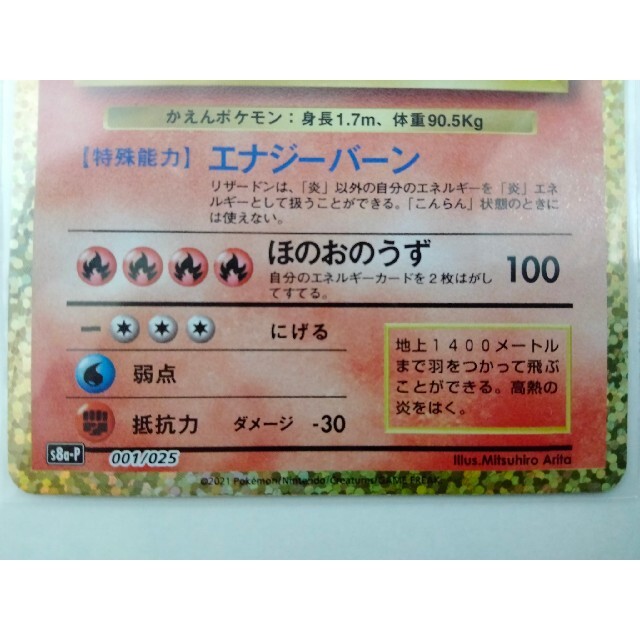 かえんポケモン：身長1.7m、体重90.5Kg
【特殊能力】 エナジーバーン
リザードンは、「炎」以外の自分のエネルギーを「炎」エネ
ルギーとして扱うことができる。「こんらん」状態のときに
は使えない。
ほのおのうず 100
自分のエネルギーカードを２枚はがし
てすてる。
にげる
弱点
抵抗力 ダメージ -30
地上１４００メートル
まで羽をつかって飛ぶ
ことができる。高熱の
炎をはく。
s8a-P 001/025
Illus.Mitsuhiro Arita
©2021 Pokémon/Nintendo/Creatures/GAME FREAK